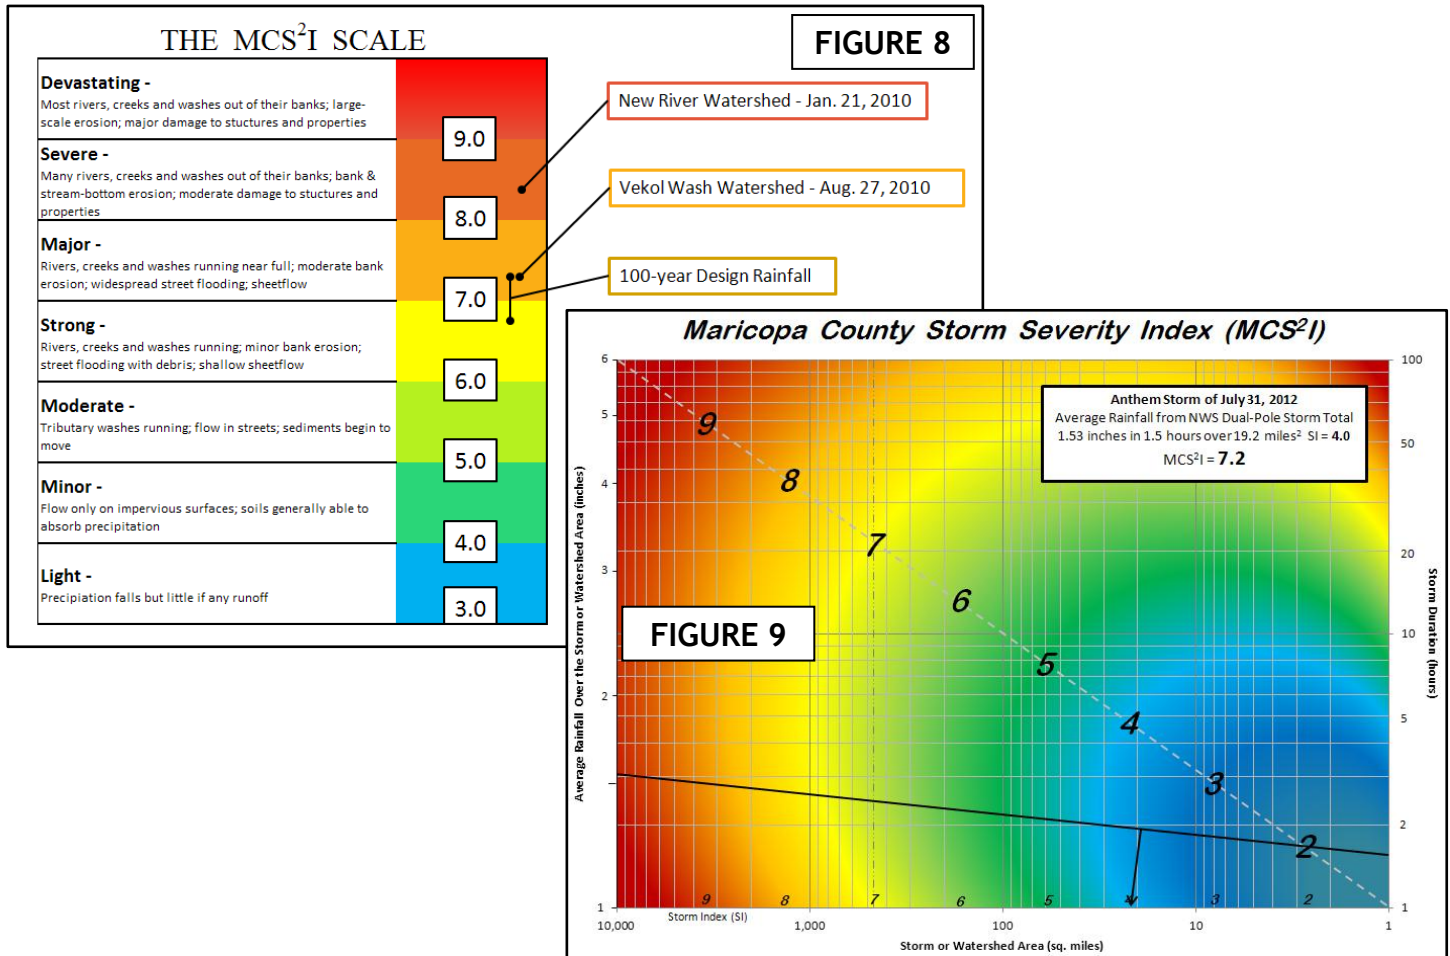 THE MCS²I SCALE
FIGURE 8
Devastating -
Most rivers, creeks and washes out of their banks; large-
scale erosion; major damage to stuctures and properties
9.0
Severe -
Many rivers, creeks and washes out of their banks; bank &
stream-bottom erosion; moderate damage to stuctures and
properties
8.0
Major -
Rivers, creeks and washes running near full; moderate bank
erosion; widespread street flooding; sheetflow
7.0
Strong -
Rivers, creeks and washes running; minor bank erosion;
street flooding with debris; shallow sheetflow
6.0
Moderate -
Tributary washes running; flow in streets; sediments begin to
move
5.0
Minor -
Flow only on impervious surfaces; soils generally able to
absorb precipitation
4.0
Light -
Precipiation falls but little if any runoff
3.0
New River Watershed - Jan. 21, 2010
Vekol Wash Watershed - Aug. 27, 2010
100-year Design Rainfall
Maricopa County Storm Severity Index (MCS²I)
Anthem Storm of July 31, 2012
Average Rainfall from NWS Dual-Pole Storm Total
1.53 inches in 1.5 hours over 19.2 miles² SI = 4.0
MCS²I = 7.2
FIGURE 9
Average Rainfall Over the Storm or Watershed Area (inches)
6
5
4
3
2
1
9
8
7
6
5
4
3
2
100
50
20
10
5
2
1
Storm Duration (hours)
9 8 7 6 5 3 2
Storm Index (SI)
10,000 1,000 100 10 1
Storm or Watershed Area (sq. miles)